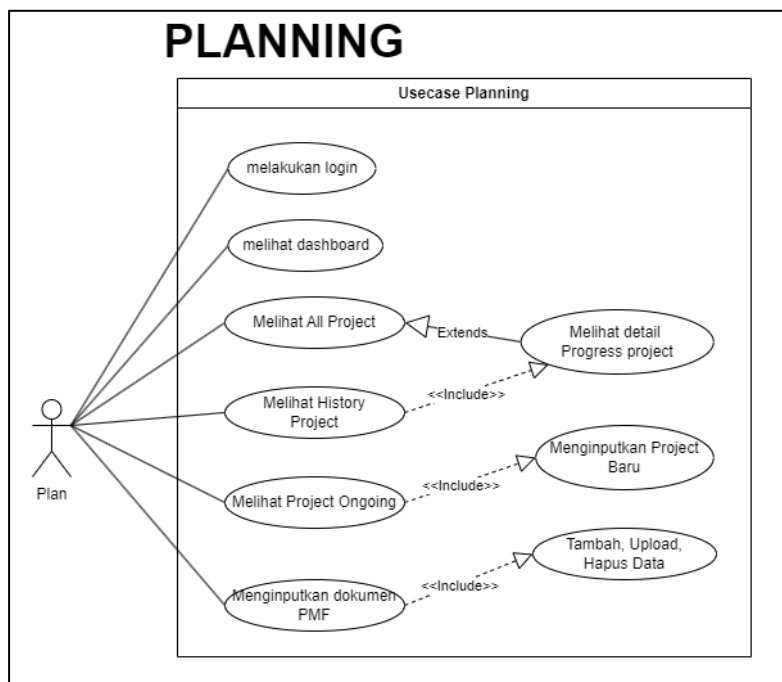 PLANNING
Usecase Planning
melakukan login
melihat dashboard
Melihat All Project
Extends
Melihat detail
Progress project
<<Include>>
Melihat History
Project
Menginputkan Project
Baru
<<Include>>
Melihat Project Ongoing
Plan
Tambah, Upload,
Hapus Data
<<Include>>
Menginputkan dokumen
PMF